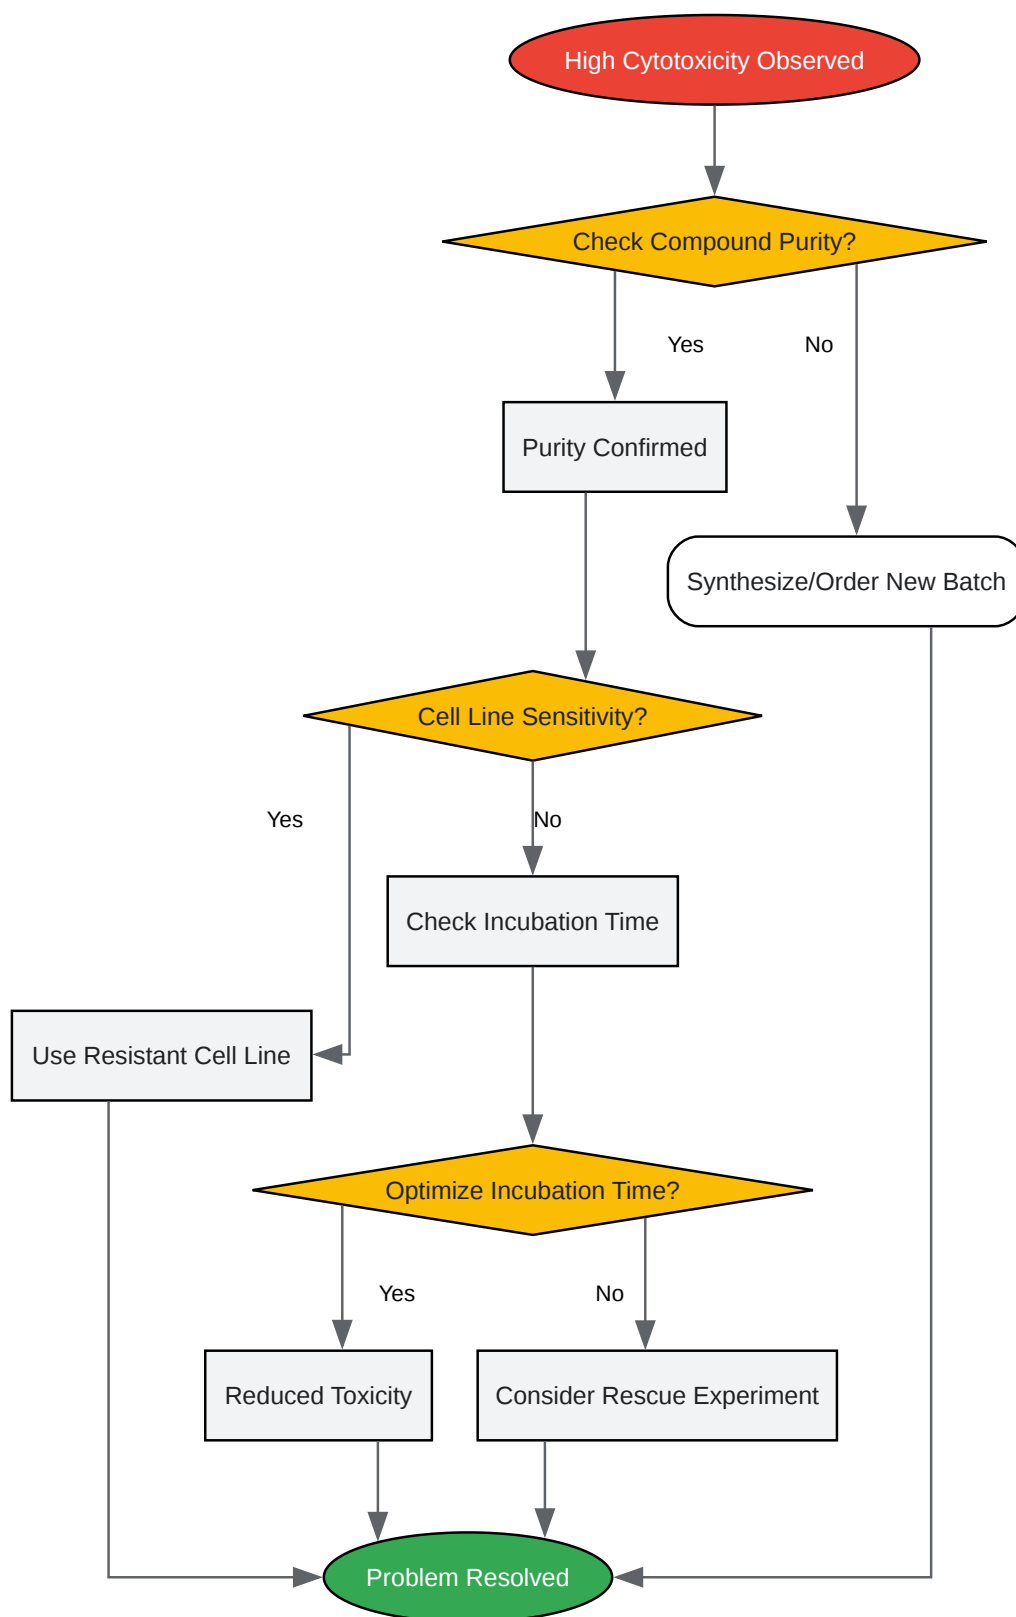 High Cytotoxicity Observed
Check Compound Purity?
Yes
No
Purity Confirmed
Synthesize/Order New Batch
Cell Line Sensitivity?
Yes
No
Check Incubation Time
Use Resistant Cell Line
Optimize Incubation Time?
Yes
No
Reduced Toxicity
Consider Rescue Experiment
Problem Resolved